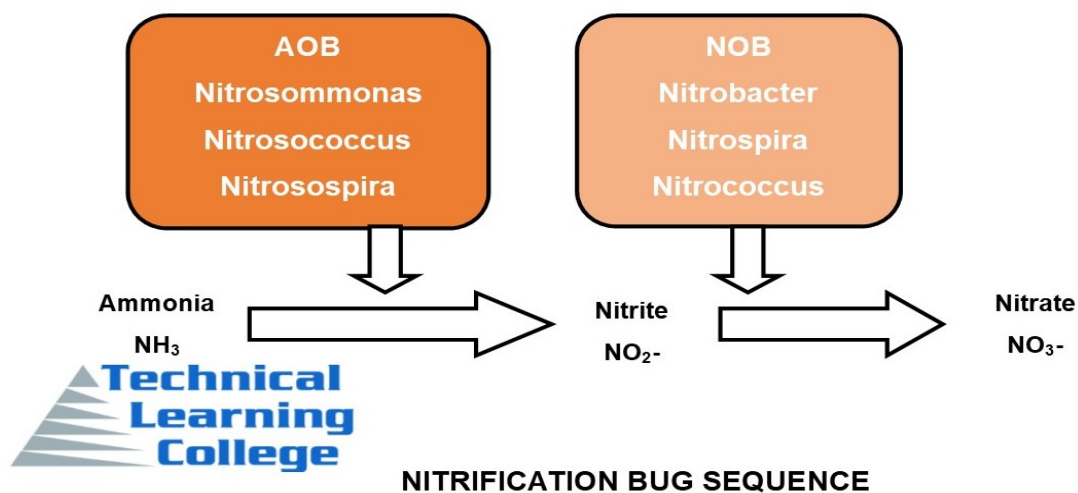 AOB
Nitrosommonas
Nitrosococcus
Nitrosospira
NOB
Nitrobacter
Nitrospira
Nitrococcus
Ammonia
NH₃
Nitrite
NO₂-
Nitrate
NO₃-
Technical
Learning
College
NITRIFICATION BUG SEQUENCE